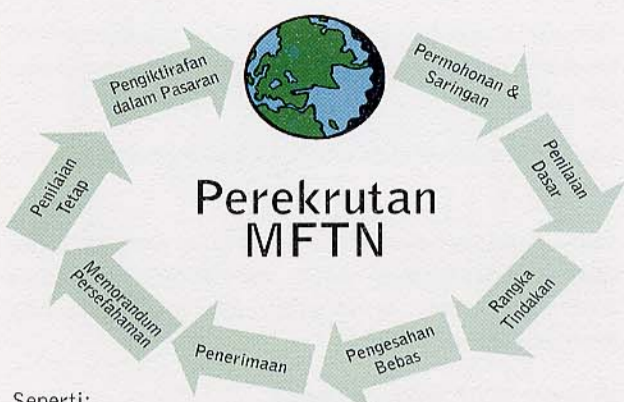 Pengiktirafan
dalam Pasaran
Permohonan &
Saringan
Penilaian
Dasar
Rangka
Tindakan
Pengesahan
Bebas
Penerimaan
Memorandum
Persefahaman
Penilaian
Tetap
Perekrutan
MFTN
Seperti: